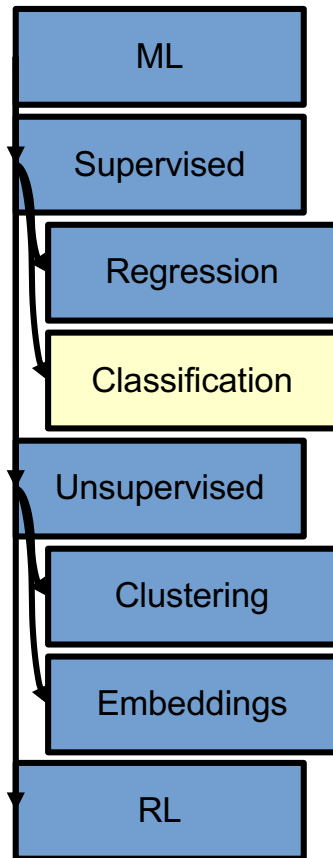 ML
Supervised
Regression
Classification
Unsupervised
Clustering
Embeddings
RL